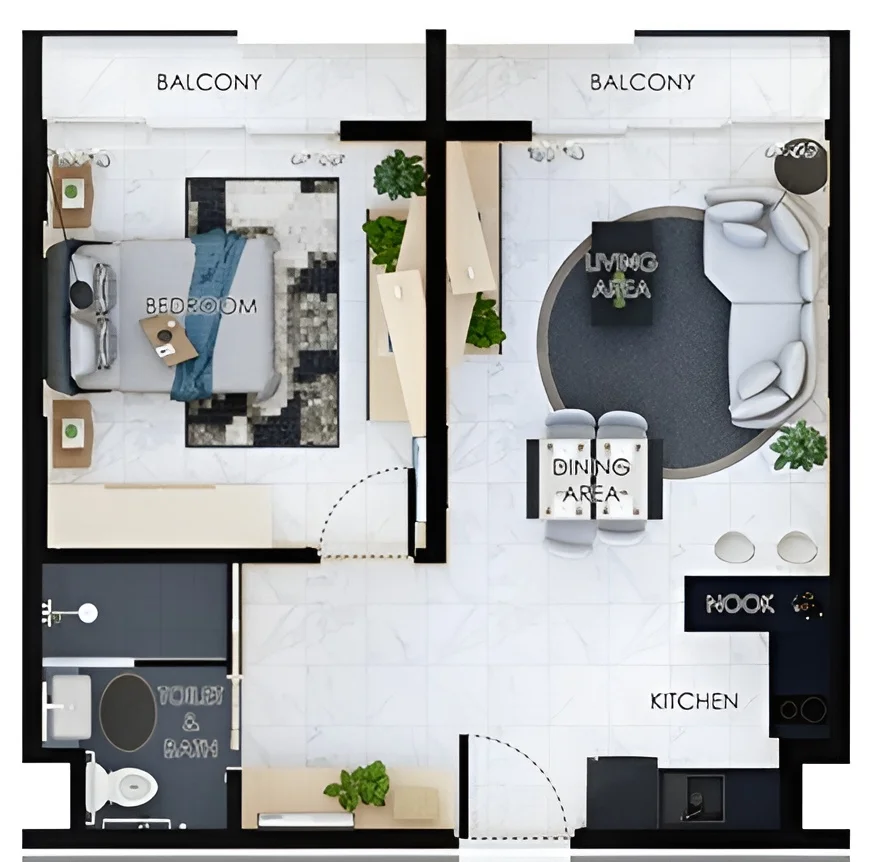 BALCONY
BALCONY
LIVING
AREA
BEDROOM
DINING
AREA
NOOK
TOILET
&
BATH
KITCHEN